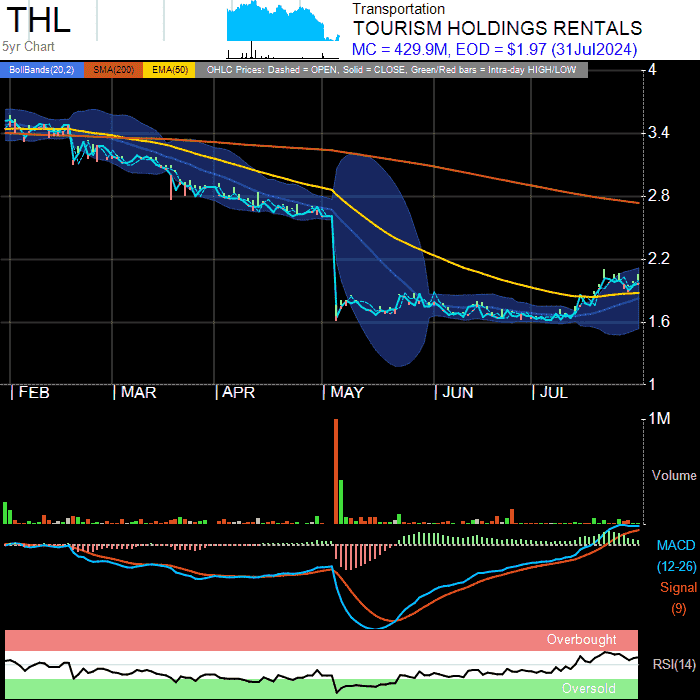 THL
5yr Chart
Transportation
TOURISM HOLDINGS RENTALS
MC = 429.9M, EOD = $1.97 (31Jul2024)
BollBands(20,2) SMA(200) EMA(50) OHLC Prices: Dashed = OPEN, Solid = CLOSE, Green/Red bars = Intra-day HIGH/LOW
4
3.4
2.8
2.2
1.6
1
FEB MAR APR MAY JUN JUL
1M
Volume
MACD
(12-26)
Signal
(9)
Overbought
RSI(14)
Oversold